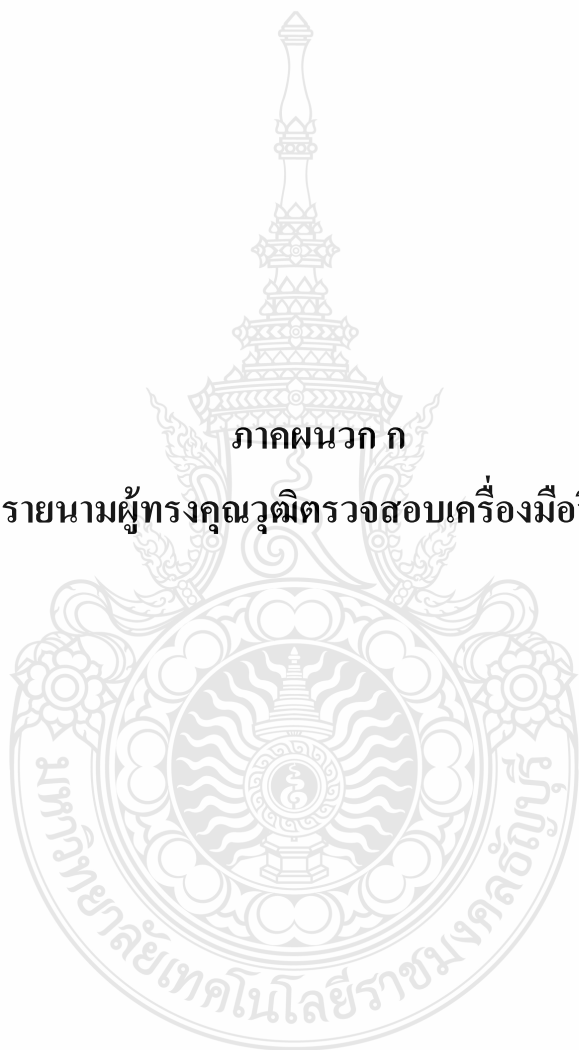 ภาคผนวก ก
รายนามผู้ทรงคุณวุฒิตรวจสอบเครื่องมือ
มหาวิทยาลัยเทคโนโลยีราชมงคลธัญบุรี